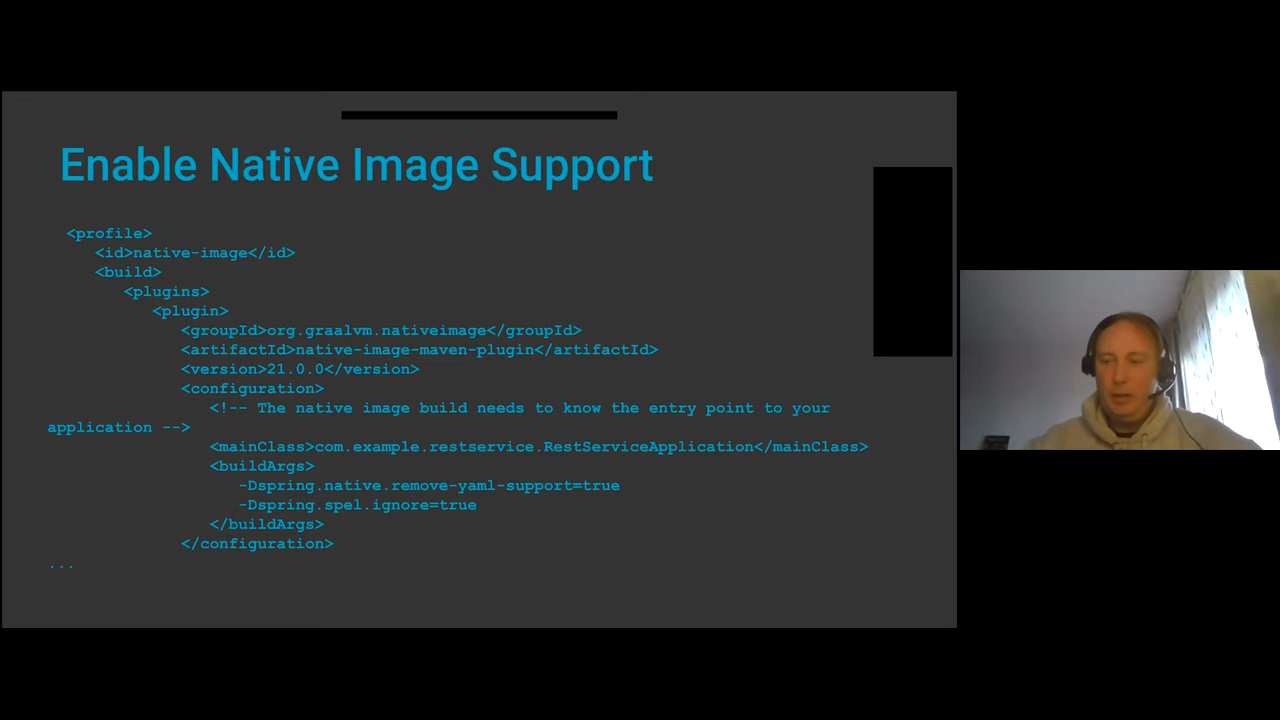 Enable Native Image Support
<profile>
<id>native-image</id>
<build>
<plugins>
<plugin>
<groupId>org.graalvm.nativeimage</groupId>
<artifactId>native-image-maven-plugin</artifactId>
<version>21.0.0</version>
<configuration>
<!-- The native image build needs to know the entry point to your
application -->
<mainClass>com.example.restservice.RestServiceApplication</mainClass>
<buildArgs>
-Dspring.native.remove-yaml-support=true
-Dspring.spel.ignore=true
</buildArgs>
</configuration>
...